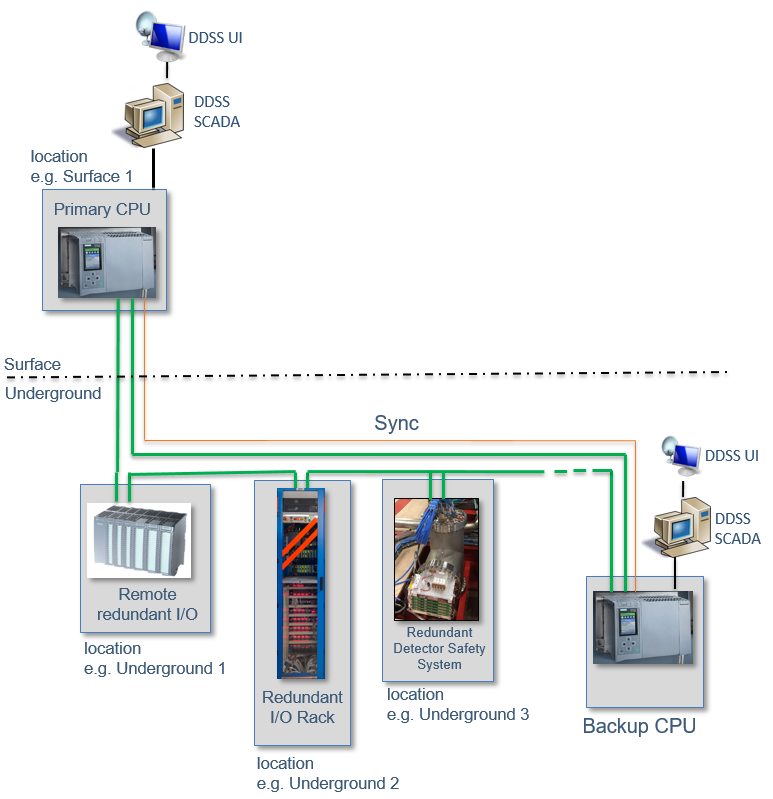 DDSS UI
DDSS
SCADA
location
e.g. Surface 1
Primary CPU
Surface
Underground
Sync
DDSS UI
DDSS
SCADA
Remote
redundant I/O
location
e.g. Underground 1
Redundant
I/O Rack
location
e.g. Underground 2
Redundant
Detector Safety
System
location
e.g. Underground 3
Backup CPU